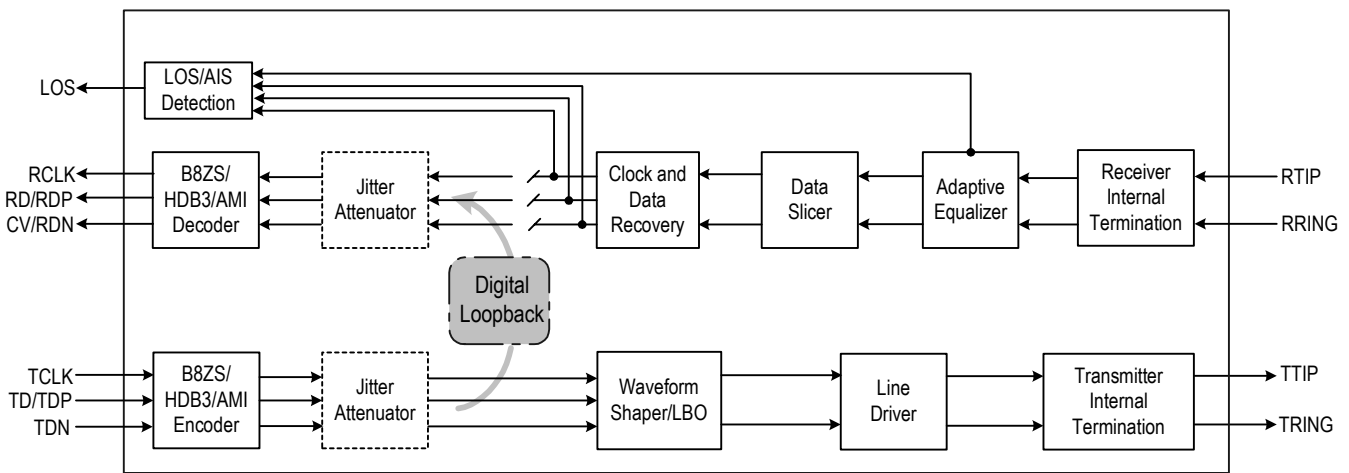 LOS
LOS/AIS
Detection
RCLK
RD/RDP
CV/RDN
B8ZS/
HDB3/AMI
Decoder
Jitter
Attenuator
Clock and
Data
Recovery
Data
Slicer
Adaptive
Equalizer
Receiver
Internal
Termination
RTIP
RRING
Digital
Loopback
TCLK
TD/TDP
TDN
B8ZS/
HDB3/AMI
Encoder
Jitter
Attenuator
Waveform
Shaper/LBO
Line
Driver
Transmitter
Internal
Termination
TTIP
TRING